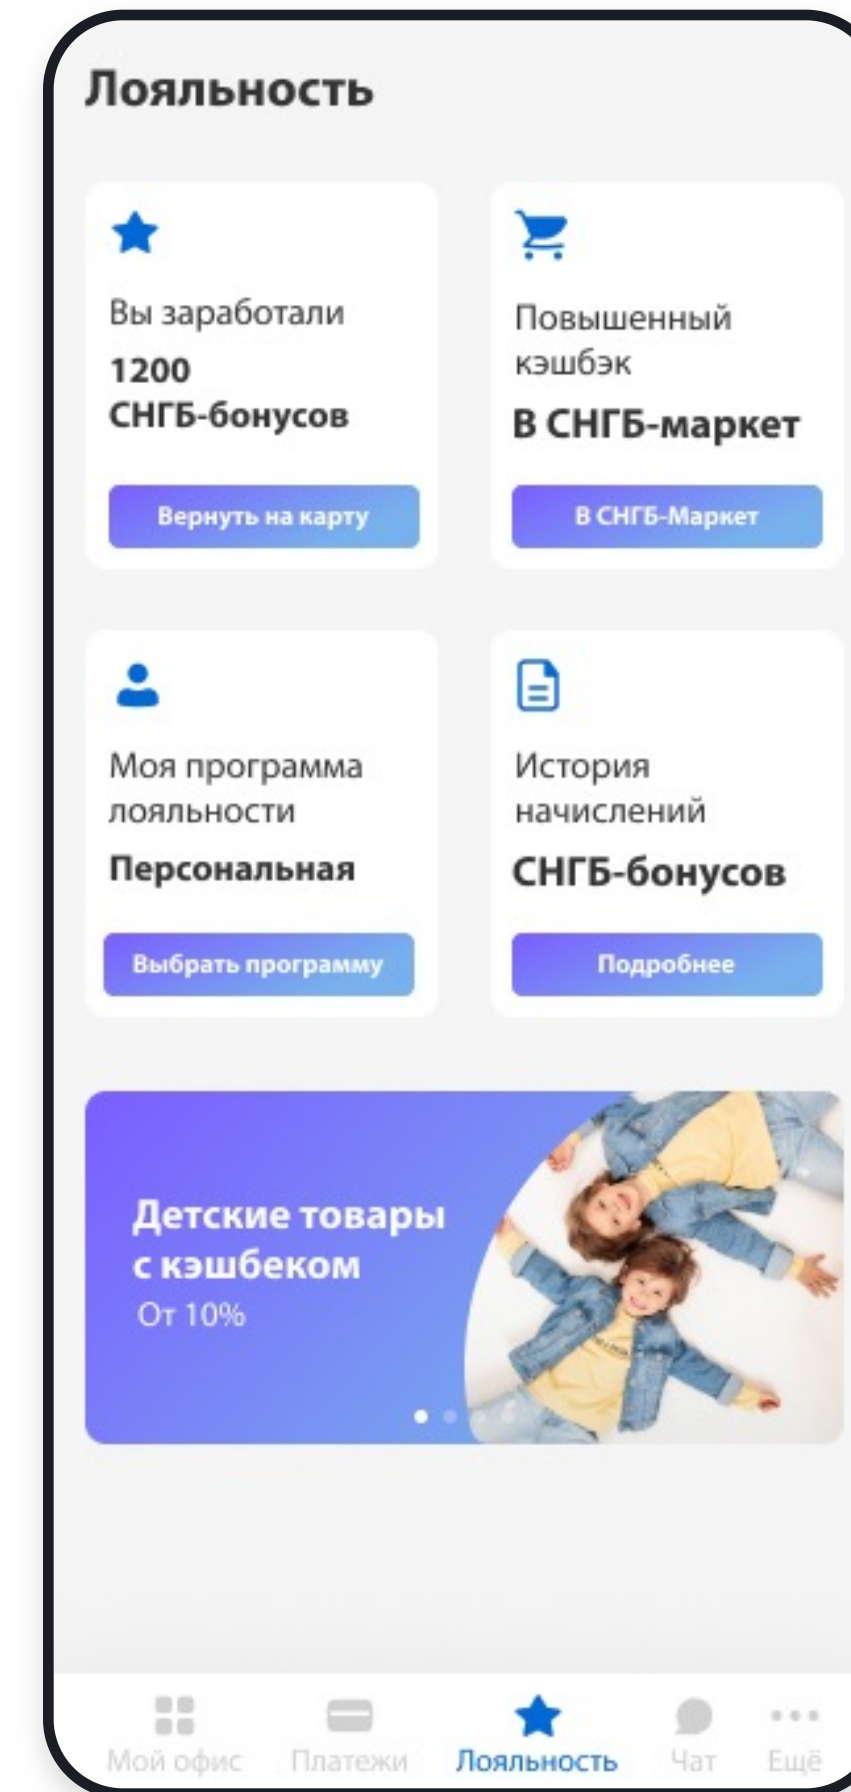 Лояльность
Вы заработали
1200
СНГБ-бонусов
Вернуть на карту
Повышенный
кэшбэк
В СНГБ-маркет
В СНГБ-Маркет
Моя программа
лояльности
Персональная
Выбрать программу
История
начислений
СНГБ-бонусов
Подробнее
Детские товары
с кэшбеком
От 10%
Мой офис
Платежи
Лояльность
Чат
Ещё